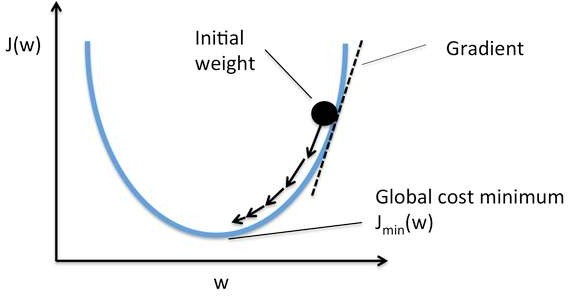 J(w)
Initial
weight
Gradient
Global cost minimum
Jmin(w)
w